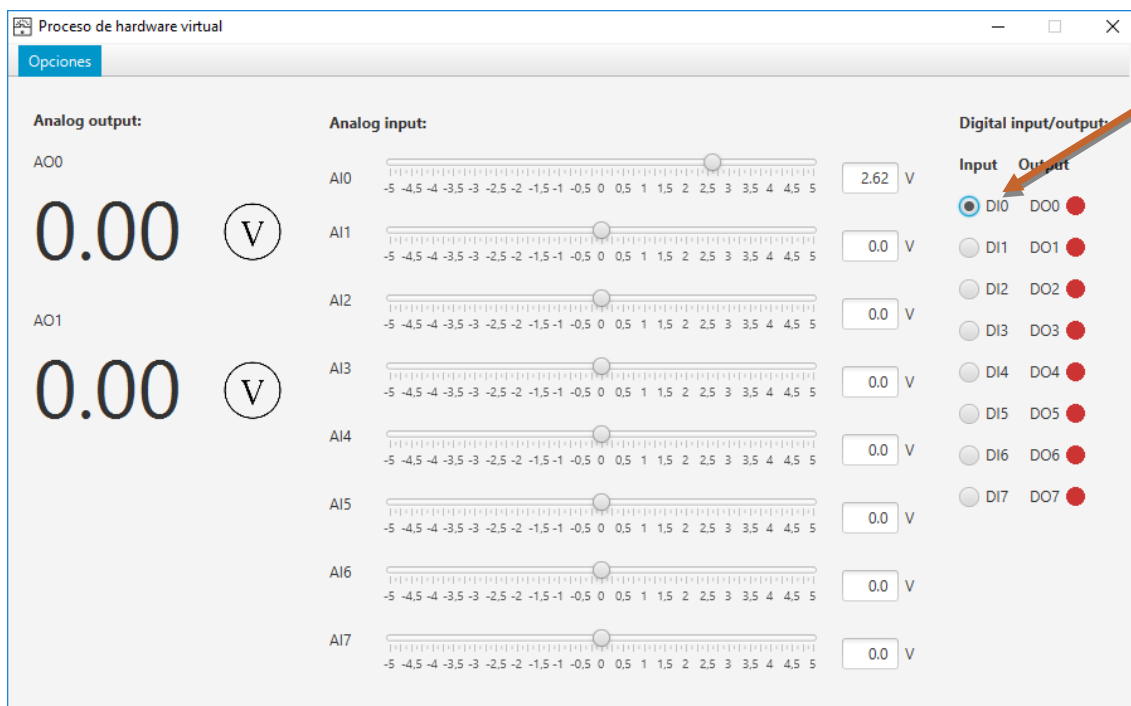 Proceso de hardware virtual
Opciones
Analog output:
AO0
0.00 V
AO1
0.00 V
Analog input:
AI0 2.62 V
-5 -4,5 -4 -3,5 -3 -2,5 -2 -1,5 -1 -0,5 0 0,5 1 1,5 2 2,5 3 3,5 4 4,5 5
AI1 0.0 V
-5 -4,5 -4 -3,5 -3 -2,5 -2 -1,5 -1 -0,5 0 0,5 1 1,5 2 2,5 3 3,5 4 4,5 5
AI2 0.0 V
-5 -4,5 -4 -3,5 -3 -2,5 -2 -1,5 -1 -0,5 0 0,5 1 1,5 2 2,5 3 3,5 4 4,5 5
AI3 0.0 V
-5 -4,5 -4 -3,5 -3 -2,5 -2 -1,5 -1 -0,5 0 0,5 1 1,5 2 2,5 3 3,5 4 4,5 5
AI4 0.0 V
-5 -4,5 -4 -3,5 -3 -2,5 -2 -1,5 -1 -0,5 0 0,5 1 1,5 2 2,5 3 3,5 4 4,5 5
AI5 0.0 V
-5 -4,5 -4 -3,5 -3 -2,5 -2 -1,5 -1 -0,5 0 0,5 1 1,5 2 2,5 3 3,5 4 4,5 5
AI6 0.0 V
-5 -4,5 -4 -3,5 -3 -2,5 -2 -1,5 -1 -0,5 0 0,5 1 1,5 2 2,5 3 3,5 4 4,5 5
AI7 0.0 V
-5 -4,5 -4 -3,5 -3 -2,5 -2 -1,5 -1 -0,5 0 0,5 1 1,5 2 2,5 3 3,5 4 4,5 5
Digital input/output:
Input Output
DI0 DO0
DI1 DO1
DI2 DO2
DI3 DO3
DI4 DO4
DI5 DO5
DI6 DO6
DI7 DO7